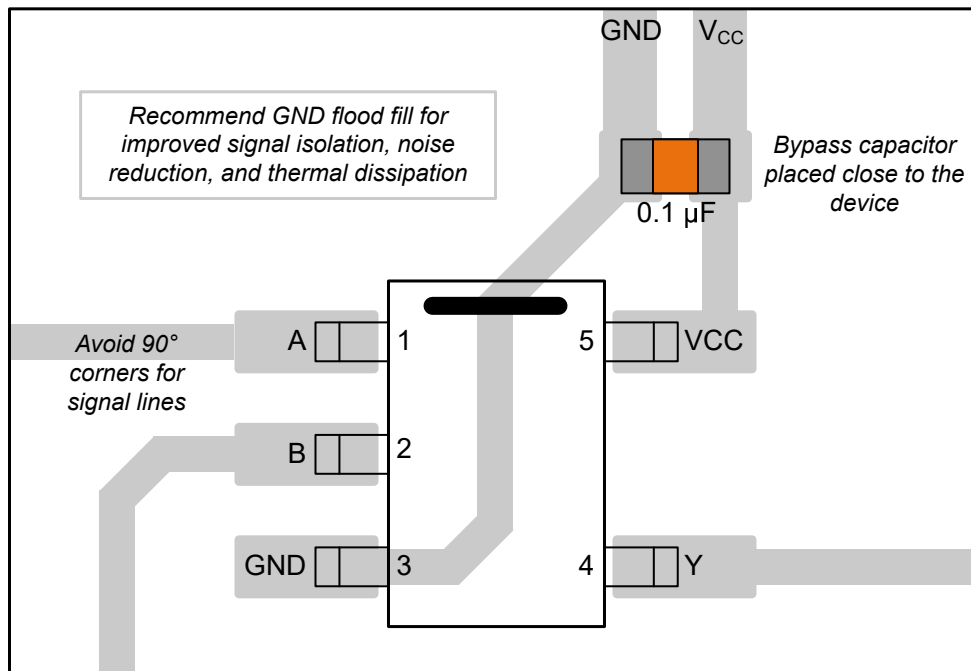 GND
VCC
Recommend GND flood fill for
improved signal isolation, noise
reduction, and thermal dissipation
Bypass capacitor
placed close to the
device
0.1 µF
A
1
5
VCC
Avoid 90°
corners for
signal lines
B
2
GND
3
4
Y